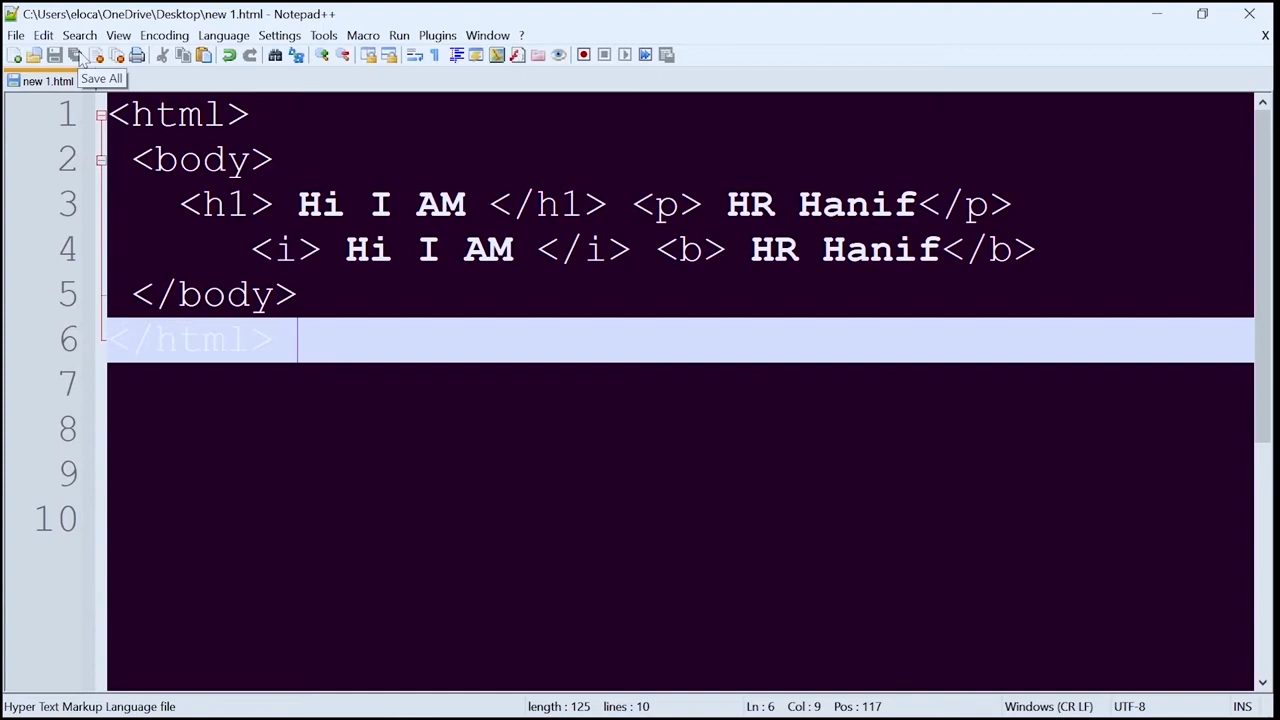 C:\Users\eloca\OneDrive\Desktop\new 1.html - Notepad++
File Edit Search View Encoding Language Settings Tools Macro Run Plugins Window ? X
new 1.html
Save All
1 <html>
2 <body>
3 <h1> Hi I AM </h1> <p> HR Hanif</p>
4 <i> Hi I AM </i> <b> HR Hanif</b>
5 </body>
6 </html>
7
8
9
10
Hyper Text Markup Language file length : 125 lines : 10 Ln : 6 Col : 9 Pos : 117 Windows (CR LF) UTF-8 INS